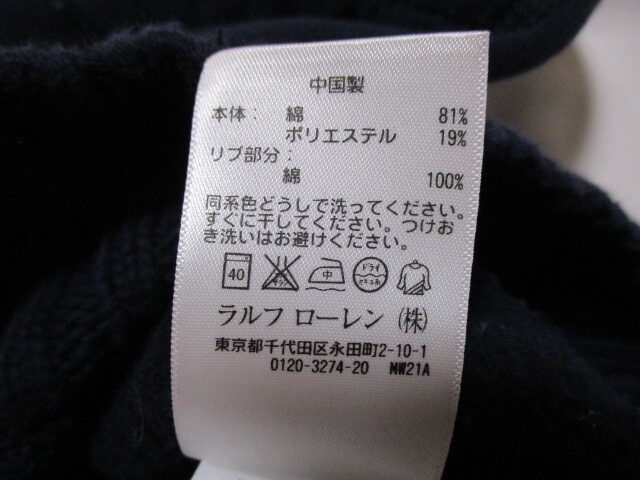 中国製
本体： 綿 81%
ポリエステル 19%
リブ部分：
綿 100%
同系色どうしで洗ってください。
すぐに干してください。つけお
き洗いはお避けください。
40 中 ドライ
ラルフ ローレン（株）
東京都千代田区永田町2-10-1
0120-3274-20 MW21A